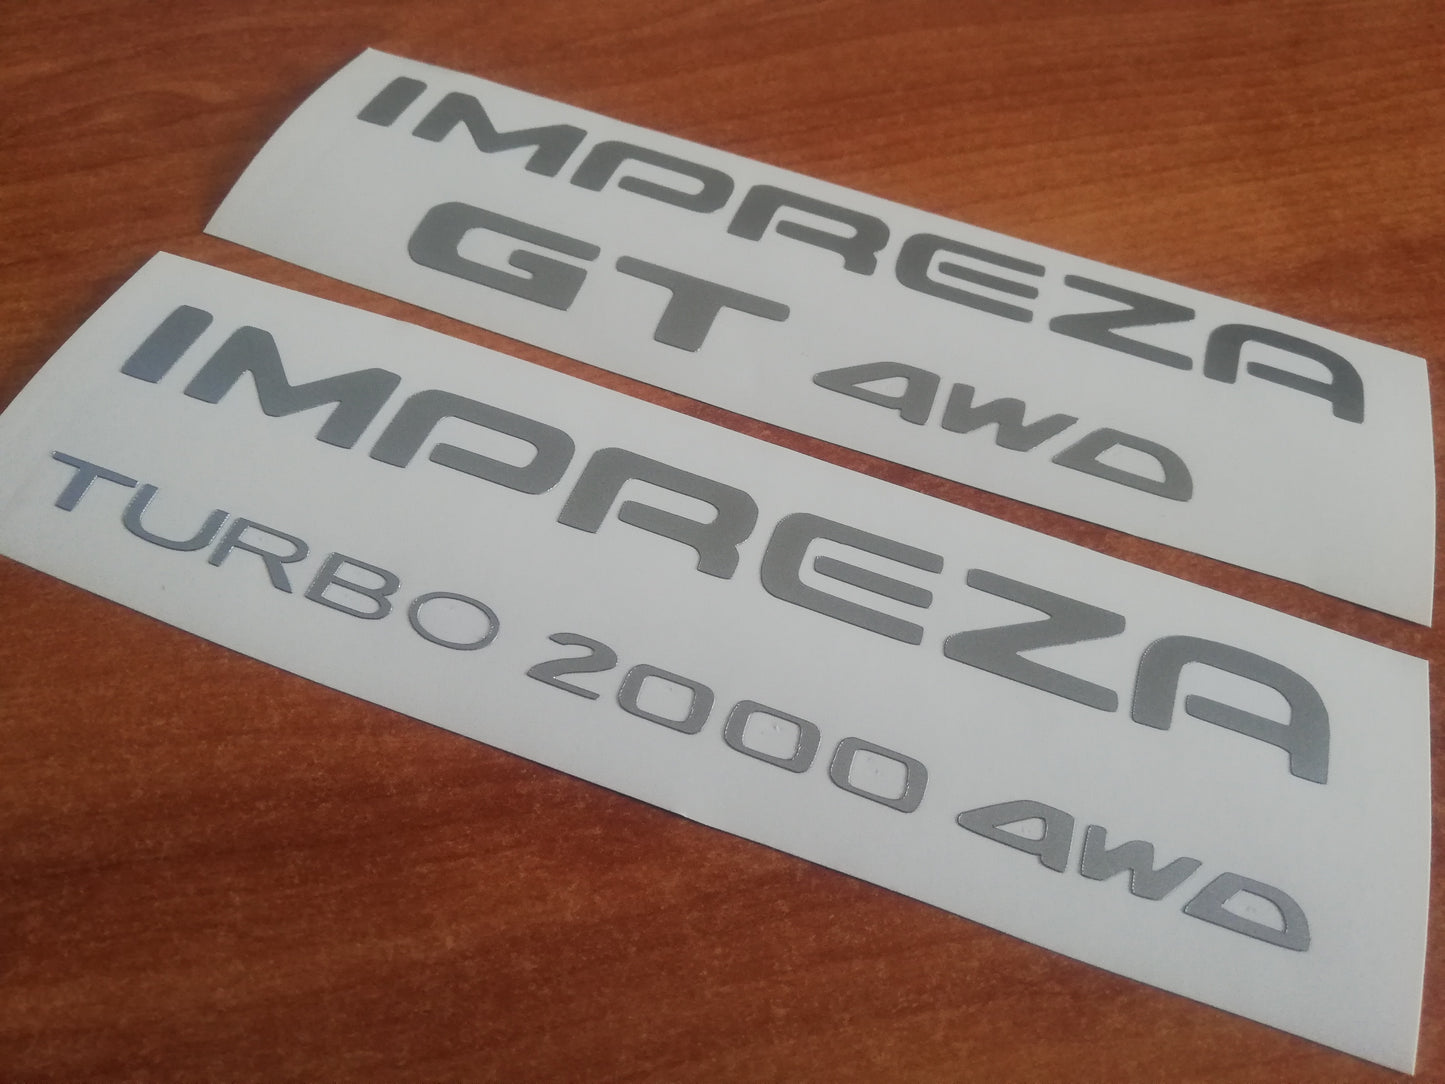 IMPREZA
GT 4WD
IMPREZA
TURBO 2000 4WD